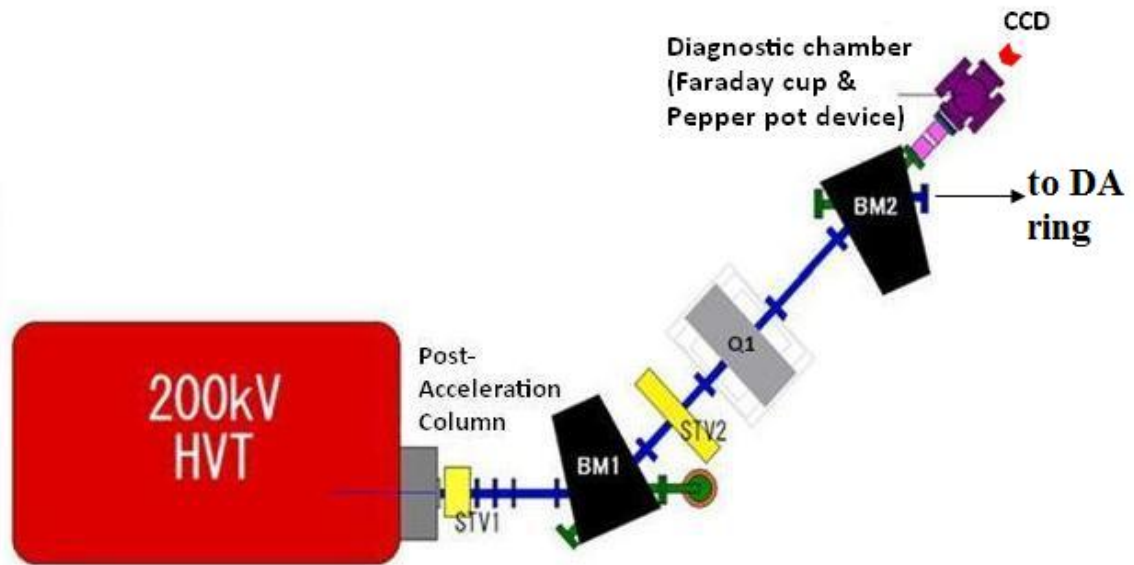 CCD
Diagnostic chamber
(Faraday cup &
Pepper pot device)
to DA
ring
BM2
Q1
Post-
Acceleration
Column
200kV
HVT
STV2
BM1
STV1